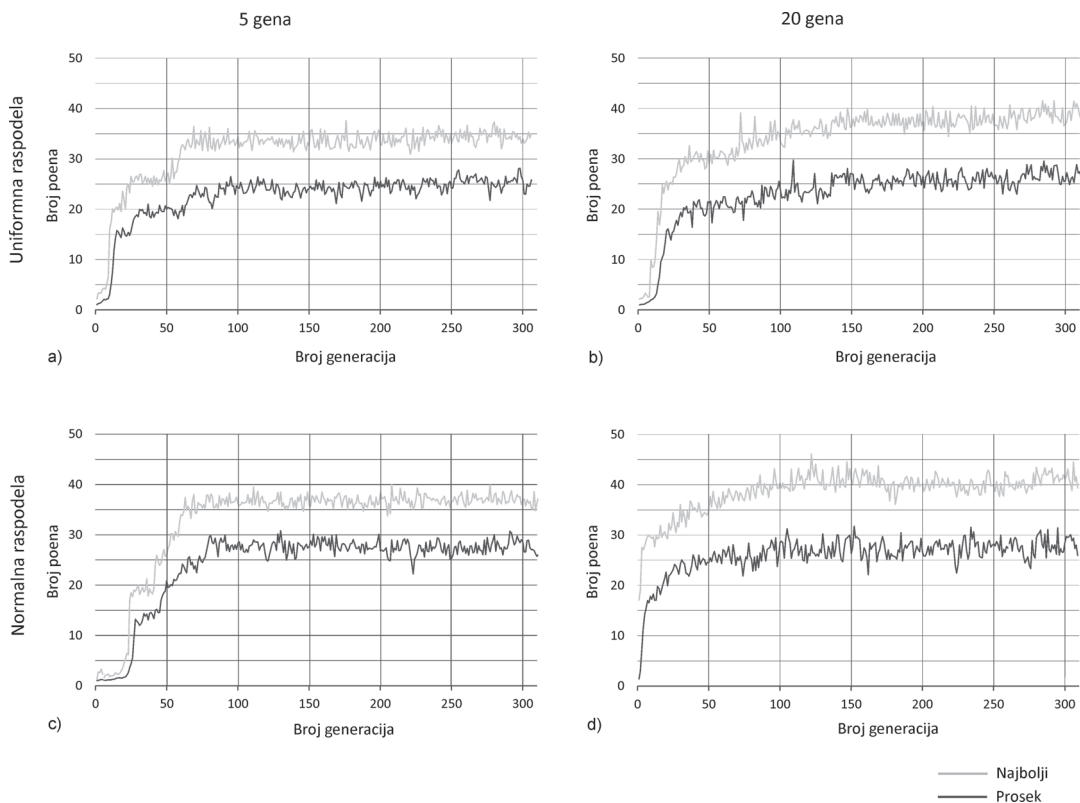 5 gena
20 gena
Uniforma raspodela
Broj poena
50
40
30
20
10
0
0 50 100 150 200 250 300
a)
Broj generacija
Broj poena
50
40
30
20
10
0
0 50 100 150 200 250 300
b)
Broj generacija
Normalna raspodela
Broj poena
50
40
30
20
10
0
0 50 100 150 200 250 300
c)
Broj generacija
Broj poena
50
40
30
20
10
0
0 50 100 150 200 250 300
d)
Broj generacija
Najbolji
Prosek